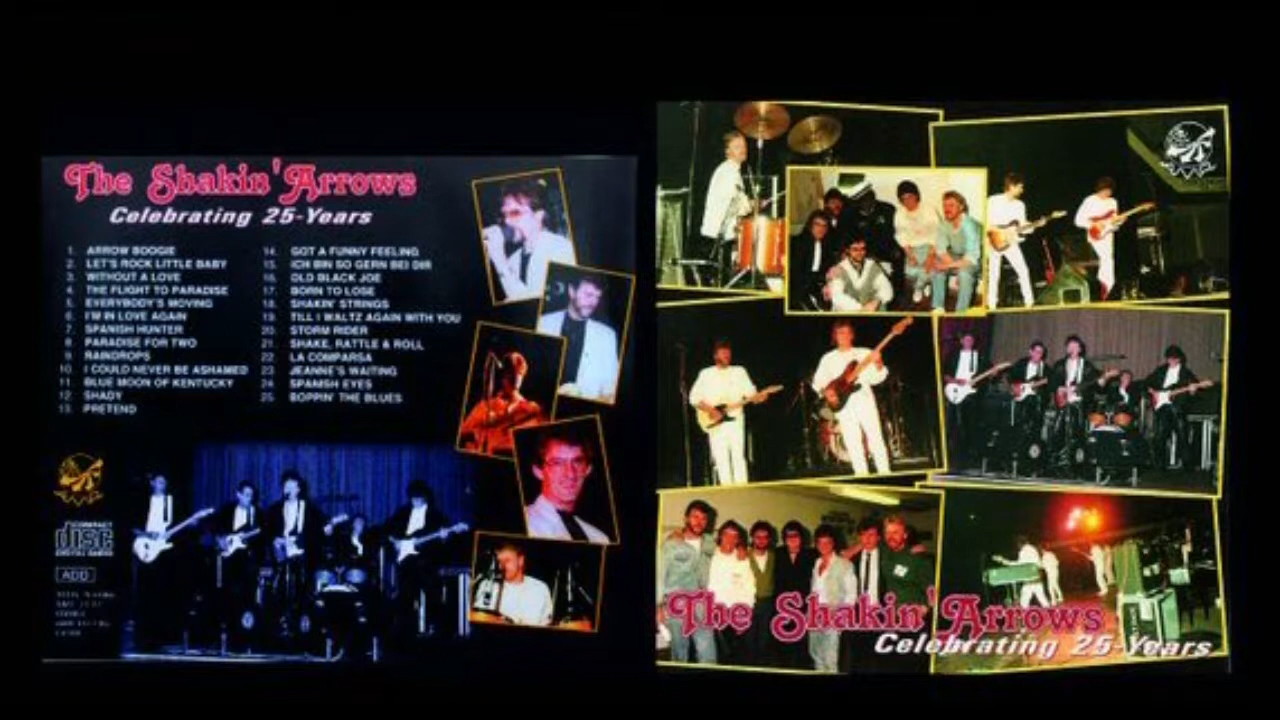 The Shakin' Arrows
Celebrating 25-Years
1. ARROW BOOGIE
2. LET'S ROCK LITTLE BABY
3. WITHOUT A LOVE
4. THE FLIGHT TO PARADISE
5. EVERYBODY'S MOVING
6. I'M IN LOVE AGAIN
7. SPANISH HUNTER
8. PARADISE FOR TWO
9. RAINDROPS
10. I COULD NEVER BE ASHAMED
11. BLUE MOON OF KENTUCKY
12. SHADY
13. PRETEND
14. GOT A FUNNY FEELING
15. ICH BIN SO GERN BEI DIR
16. OLD BLACK JOE
17. BORN TO LOSE
18. SHAKIN' STRINGS
19. TILL I WALTZ AGAIN WITH YOU
20. STORM RIDER
21. SHAKE, RATTLE & ROLL
22. LA COMPARSA
23. JEANNE'S WAITING
24. SPANISH EYES
25. BOPPIN' THE BLUES
COMPACT
disc
DIGITAL AUDIO
ADD
The Shakin' Arrows
Celebrating 25-Years